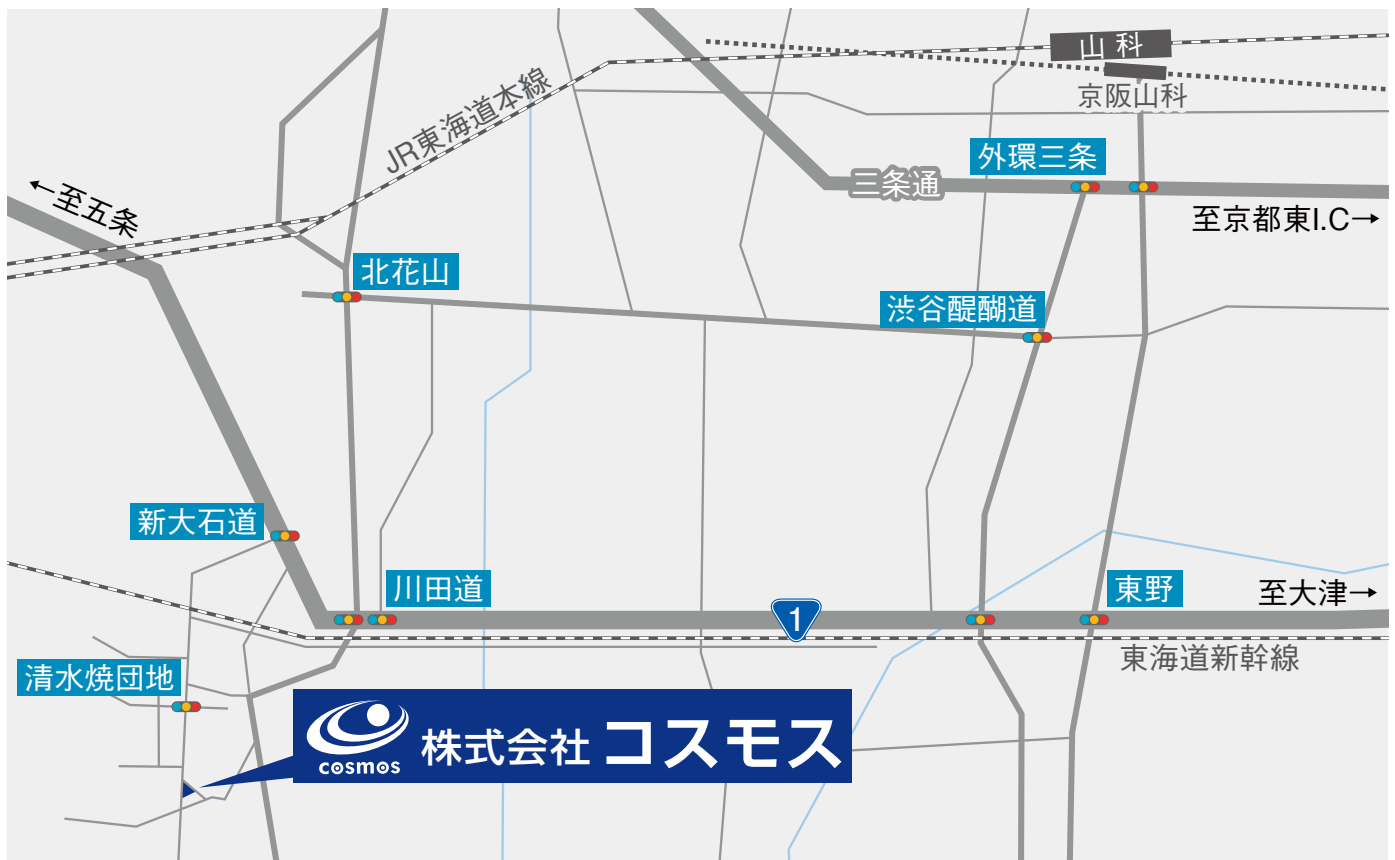 山科
京阪山科
JR東海道本線
外環三条
三条通
←至五条
至京都東I.C→
北花山
渋谷醍醐道
新大石道
川田道
1
東野
至大津→
東海道新幹線
清水焼団地
cosmos
株式会社 コスモス